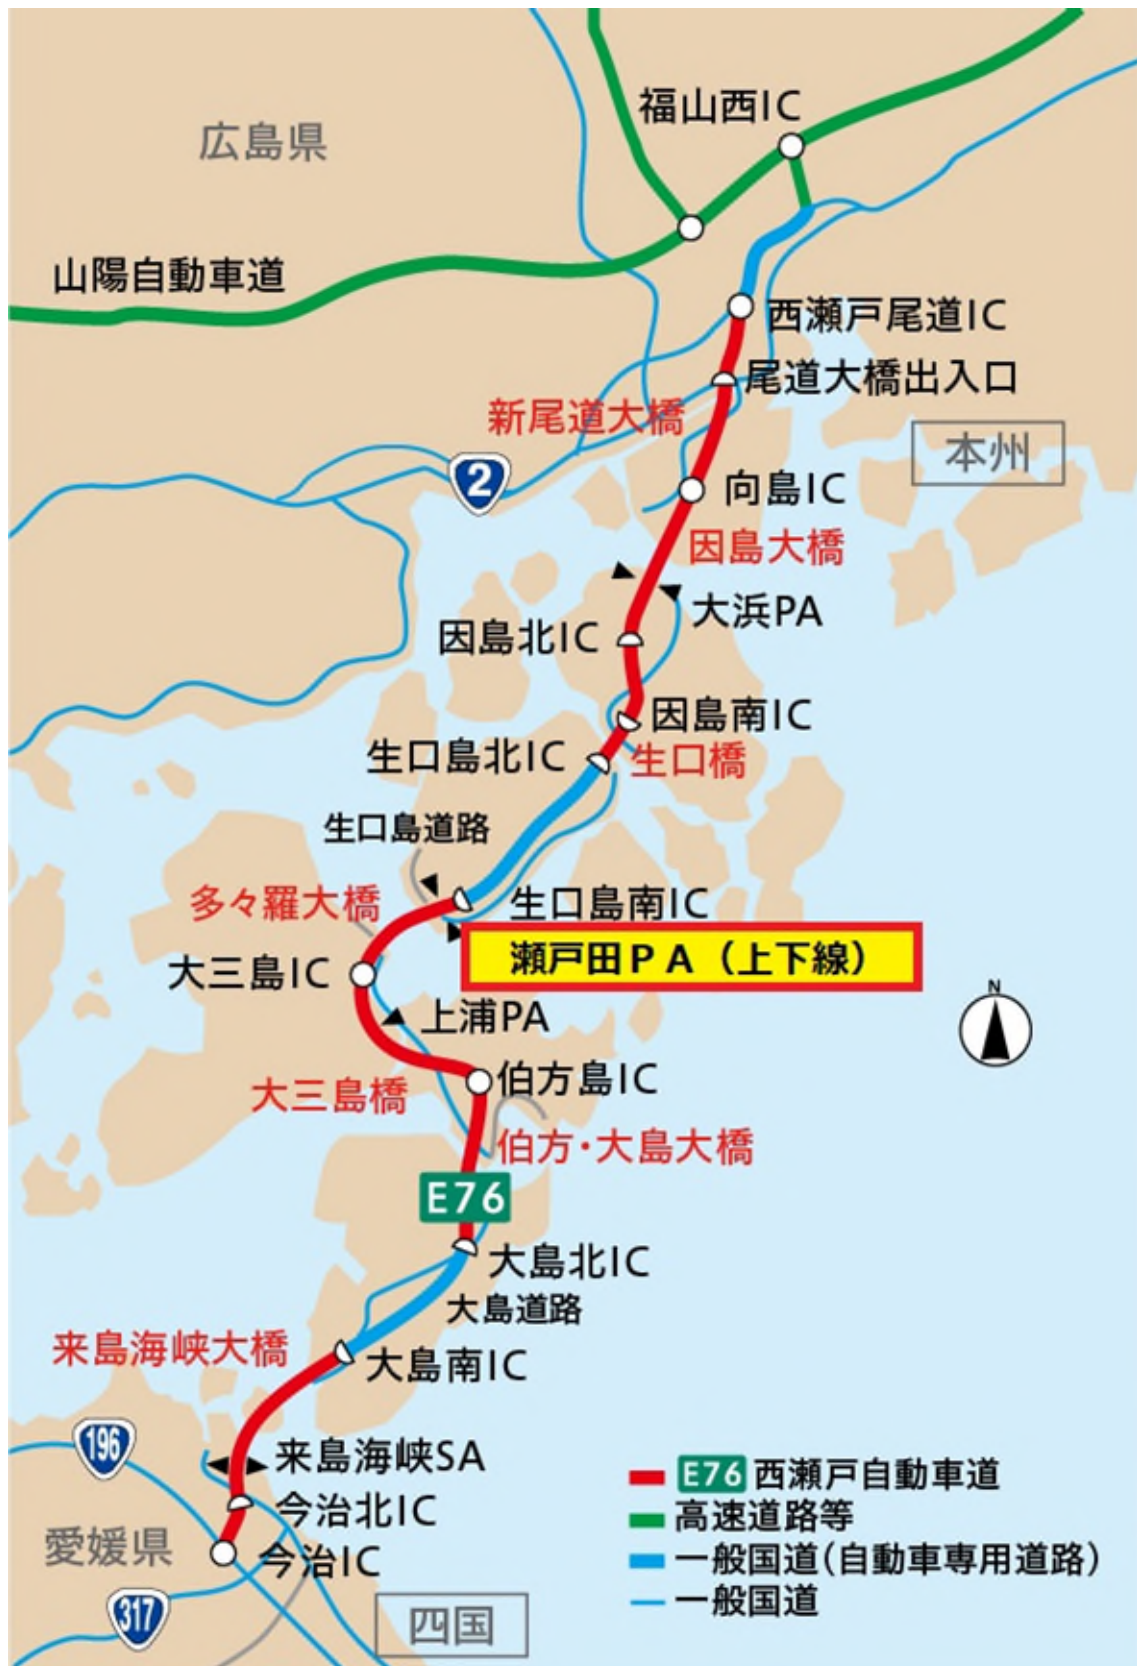 福山西IC
広島県
山陽自動車道
西瀬戸尾道IC
尾道大橋出入口
新尾道大橋
本州
2
向島IC
因島大橋
大浜PA
因島北IC
因島南IC
生口島北IC
生口橋
生口島道路
多々羅大橋
生口島南IC
瀬戸田PA（上下線）
大三島IC
N
上浦PA
伯方島IC
大三島橋
伯方・大島大橋
E76
大島北IC
大島道路
来島海峡大橋
大島南IC
196
来島海峡SA
今治北IC
愛媛県
今治IC
317
四国
E76 西瀬戸自動車道
高速道路等
一般国道(自動車専用道路)
一般国道